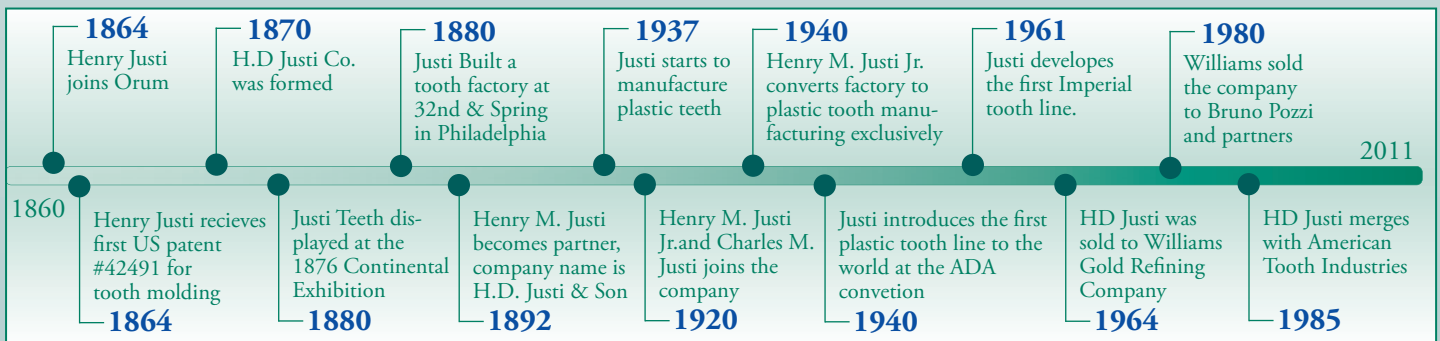 1864
Henry Justi
joins Orum
1870
H.D Justi Co.
was formed
1880
Justi Built a
tooth factory at
32nd & Spring
in Philadelphia
1937
Justi starts to
manufacture
plastic teeth
1940
Henry M. Justi Jr.
converts factory to
plastic tooth manu-
facturing exclusively
1961
Justi developes
the first Imperial
tooth line.
1980
Williams sold
the company
to Bruno Pozzi
and partners
2011
1860
Henry Justi recieves
first US patent
#42491 for
tooth molding
1864
Justi Teeth dis-
played at the
1876 Continental
Exhibition
1880
Henry M. Justi
becomes partner,
company name is
H.D. Justi & Son
1892
Henry M. Justi
Jr.and Charles M.
Justi joins the
company
1920
Justi introduces the first
plastic tooth line to the
world at the ADA
convetion
1940
HD Justi was
sold to Williams
Gold Refining
Company
1964
HD Justi merges
with American
Tooth Industries
1985